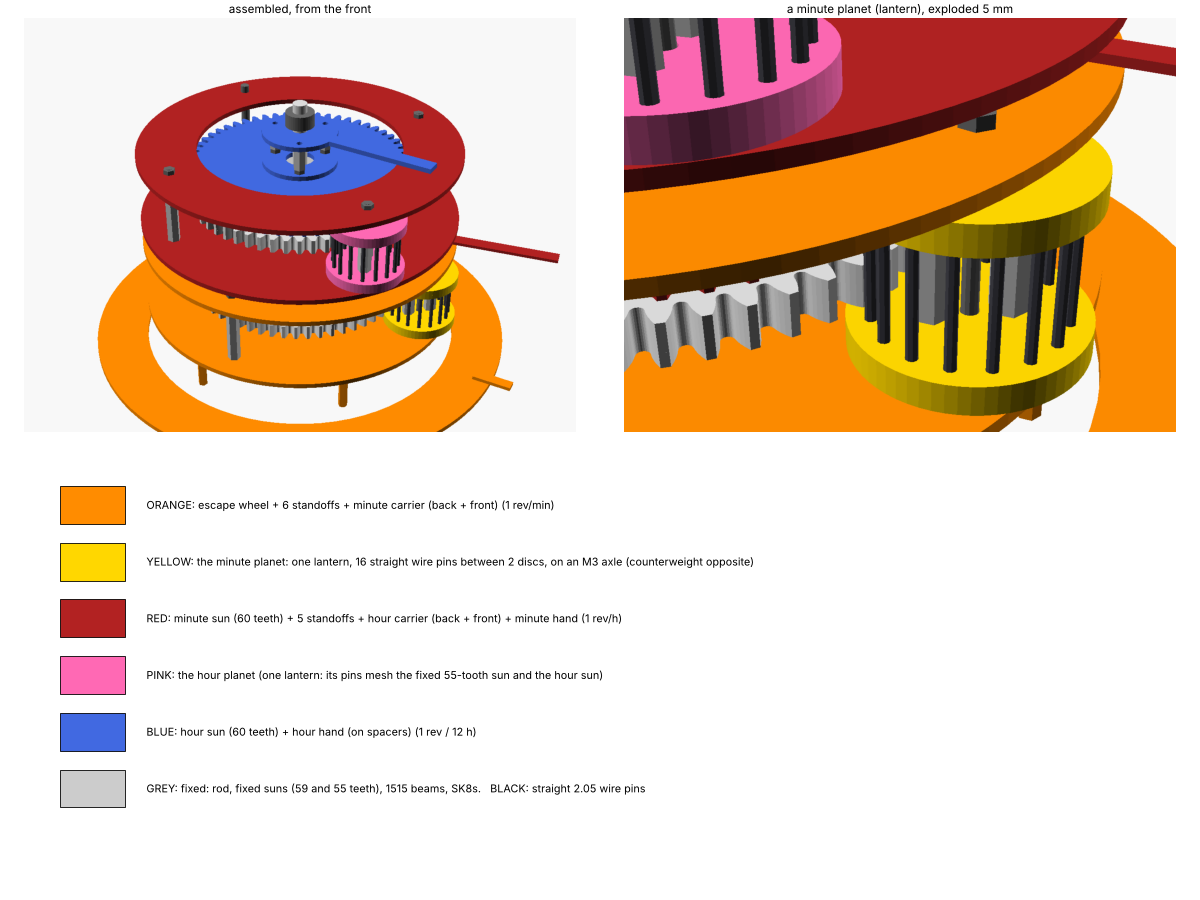 assembled, from the front
a minute planet (lantern), exploded 5 mm
ORANGE: escape wheel + 6 standoffs + minute carrier (back + front) (1 rev/min)
YELLOW: the minute planet: one lantern, 16 straight wire pins between 2 discs, on an M3 axle (counterweight opposite)
RED: minute sun (60 teeth) + 5 standoffs + hour carrier (back + front) + minute hand (1 rev/h)
PINK: the hour planet (one lantern: its pins mesh the fixed 55-tooth sun and the hour sun)
BLUE: hour sun (60 teeth) + hour hand (on spacers) (1 rev / 12 h)
GREY: fixed: rod, fixed suns (59 and 55 teeth), 1515 beams, SK8s. BLACK: straight 2.05 wire pins